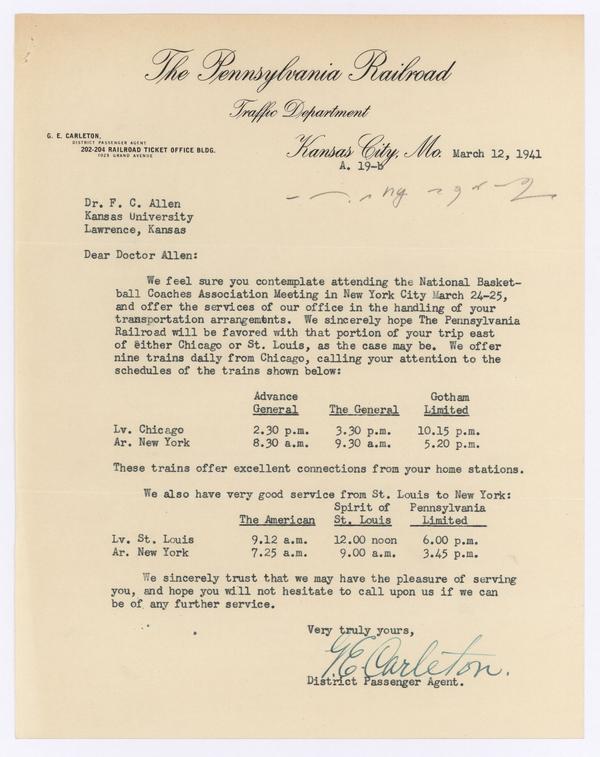 The Pennsylvania Railroad
Traffic Department
G. E. CARLETON,
DISTRICT PASSENGER AGENT
202-204 RAILROAD TICKET OFFICE BLDG.
1028 GRAND AVENUE
Kansas City, Mo. March 12, 1941
A. 19-b
Dr. F. C. Allen
Kansas University
Lawrence, Kansas
Dear Doctor Allen:
We feel sure you contemplate attending the National Basket-
ball Coaches Association Meeting in New York City March 24-25,
and offer the services of our office in the handling of your
transportation arrangemnts. We sincerely hope The Pennsylvania
Railroad will be favored with that portion of your trip east
of either Chicago or St. Louis, as the case may be. We offer
nine trains daily from Chicago, calling your attention to the
schedules of the trains shown below:
Advance Gotham
General The General Limited
Lv. Chicago 2.30 p.m. 3.30 p.m. 10.15 p.m.
Ar. New York 8.30 a.m. 9.30 a.m. 5.20 p.m.
These trains offer excellent connections from your home stations.
We also have very good service from St. Louis to New York:
Spirit of Pennsylvania
The American St. Louis Limited
Lv. St. Louis 9.12 a.m. 12.00 noon 6.00 p.m.
Ar. New York 7.25 a.m. 9.00 a.m. 3.45 p.m.
We sincerely trust that we may have the pleasure of serving
you, and hope you will not hesitate to call upon us if we can
be of any further service.
Very truly yours,
G E Carleton.
District Passenger Agent.